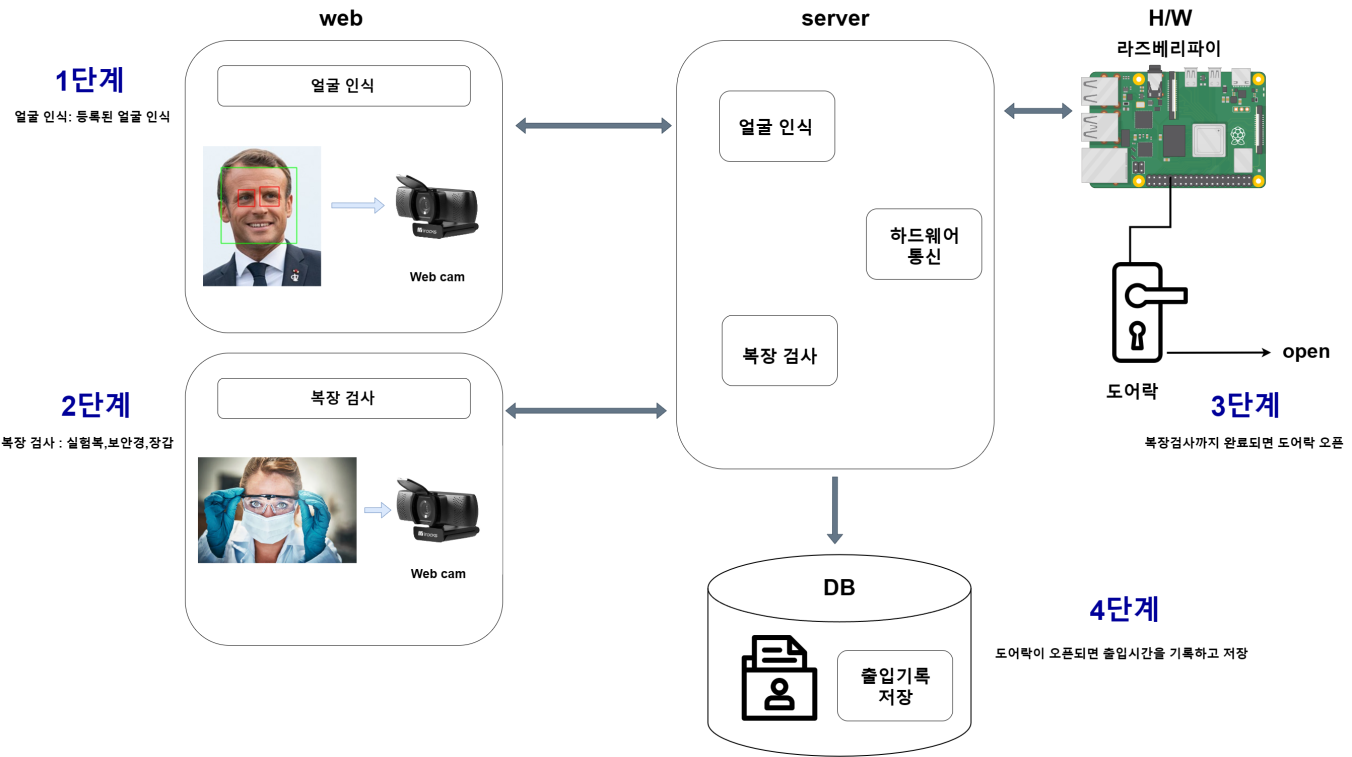 web
server
H/W
라즈베리파이
1단계
얼굴 인식: 등록된 얼굴 인식
얼굴 인식
Web cam
얼굴 인식
하드웨어
통신
복장 검사
2단계
복장 검사 : 실험복,보안경,장갑
복장 검사
Web cam
open
도어락
3단계
복장검사까지 완료되면 도어락 오픈
DB
출입기록
저장
4단계
도어락이 오픈되면 출입시간을 기록하고 저장